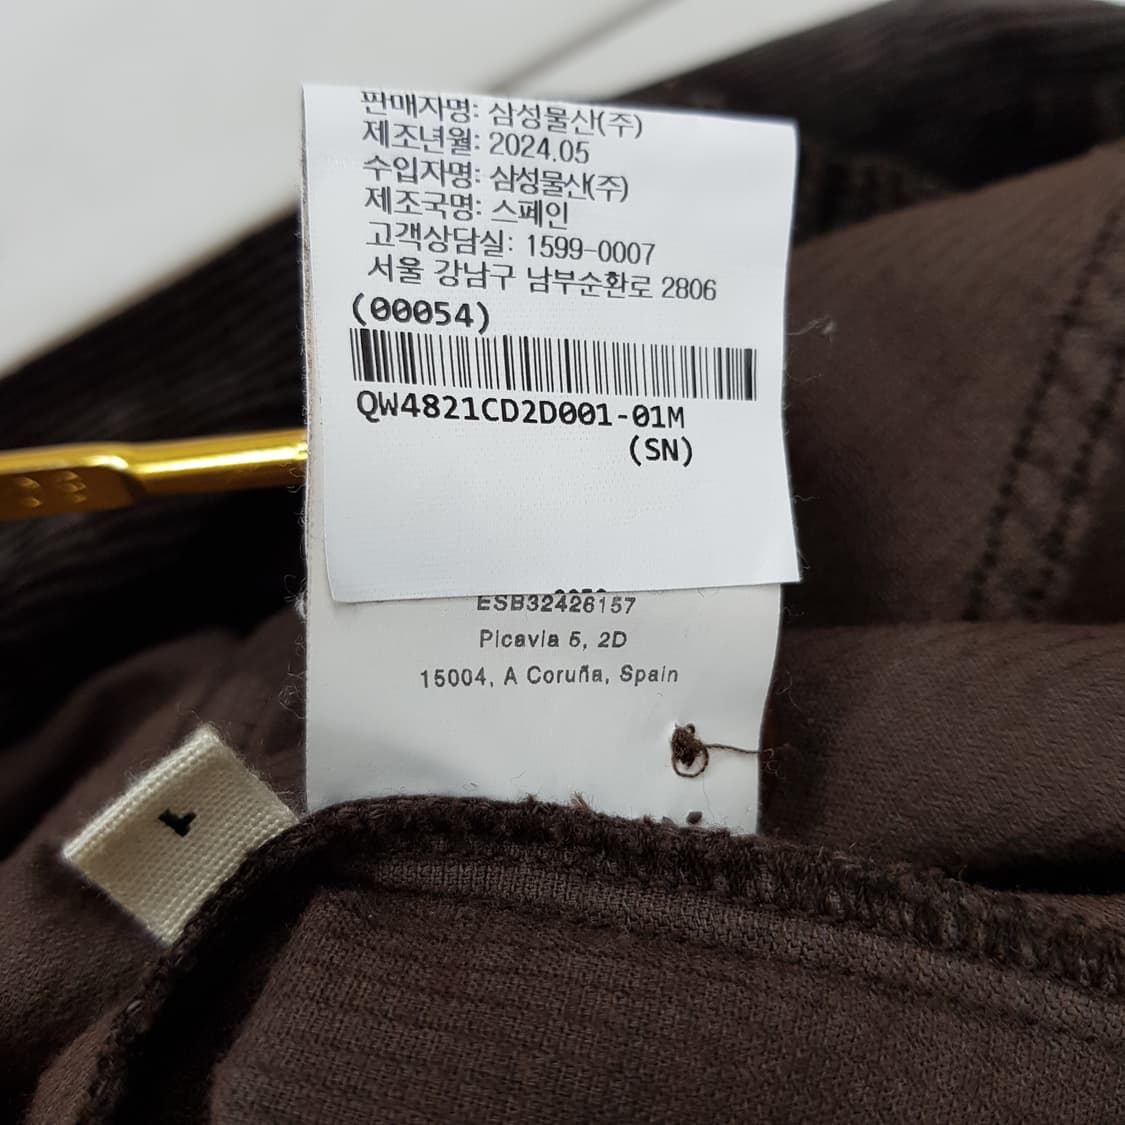 판매자명: 삼성물산(주)
제조년월: 2024.05
수입자명: 삼성물산(주)
제조국명: 스페인
고객상담실: 1599-0007
서울 강남구 남부순환로 2806
(00054)
QW4821CD2D001-01M
(SN)
ESB32426157
Picavia 5, 2D
15004, A Coruña, Spain
1